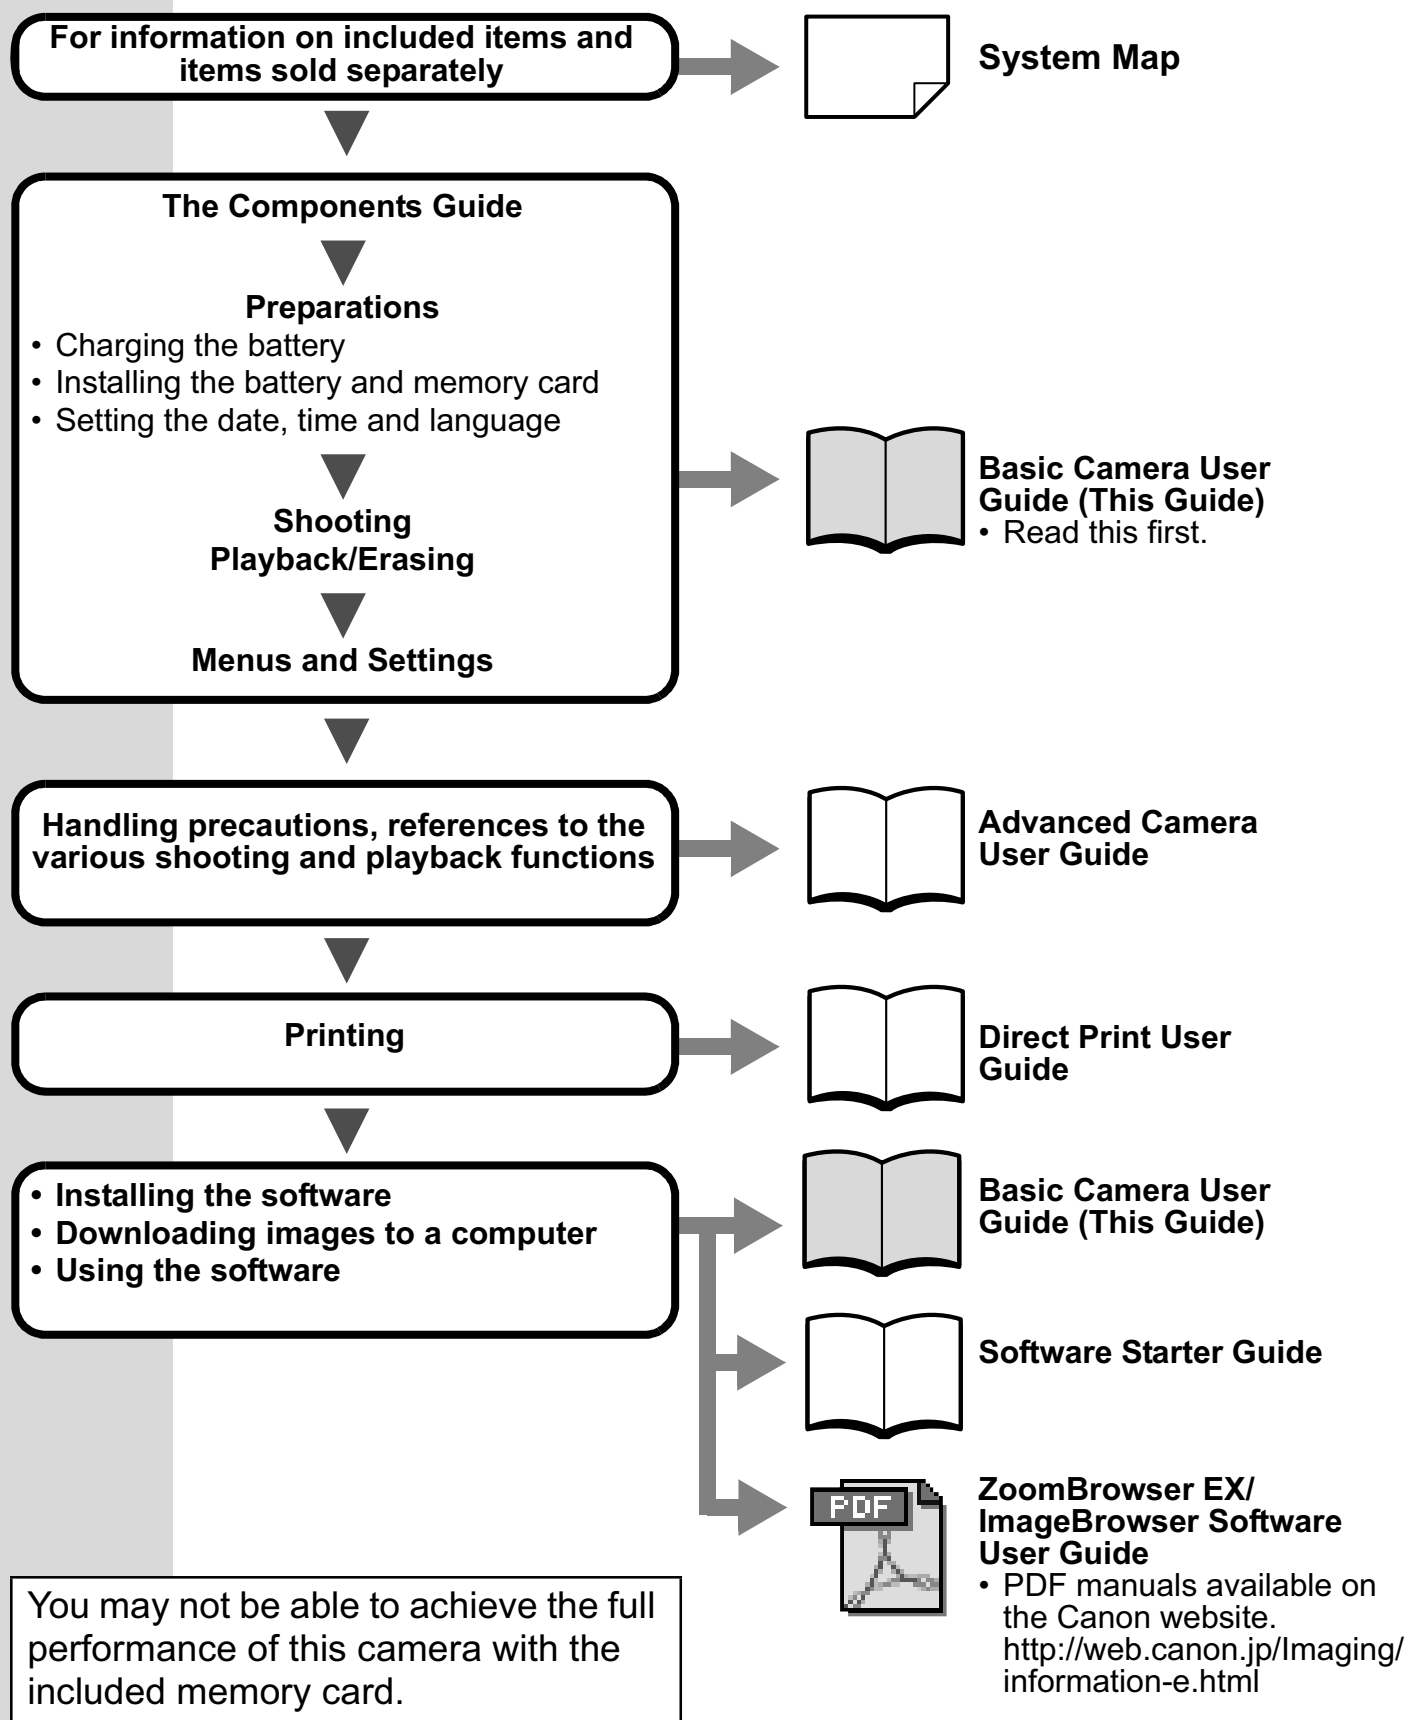 For information on included items and
items sold separately
System Map
The Components Guide
Preparations
• Charging the battery
• Installing the battery and memory card
• Setting the date, time and language
Shooting
Playback/Erasing
Menus and Settings
Basic Camera User
Guide (This Guide)
• Read this first.
Handling precautions, references to the
various shooting and playback functions
Advanced Camera
User Guide
Printing
Direct Print User
Guide
• Installing the software
• Downloading images to a computer
• Using the software
Basic Camera User
Guide (This Guide)
Software Starter Guide
PDF
ZoomBrowser EX/
ImageBrowser Software
User Guide
• PDF manuals available on
the Canon website.
http://web.canon.jp/Imaging/
information-e.html
You may not be able to achieve the full
performance of this camera with the
included memory card.